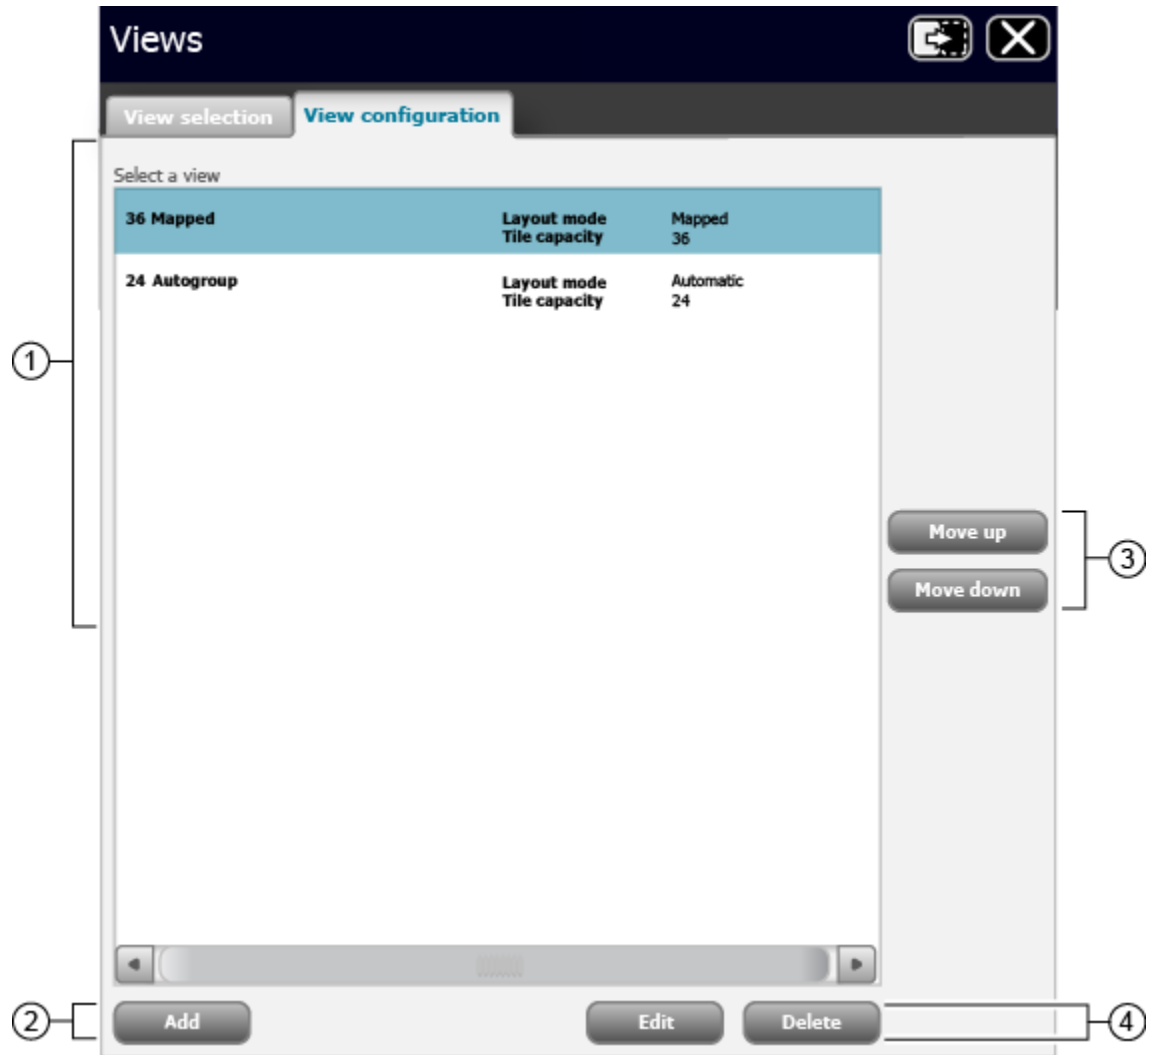 Views
View selection
View configuration
Select a view
36 Mapped Layout mode Mapped
Tile capacity 36
24 Autogroup Layout mode Automatic
Tile capacity 24
1
Move up
3
Move down
2
Add
Edit
Delete
4